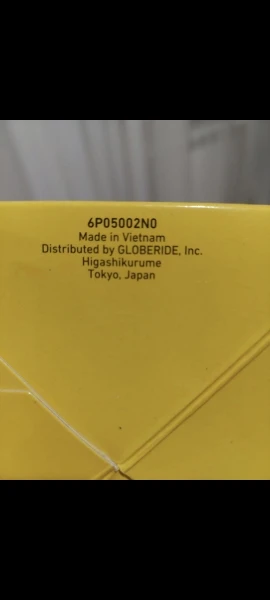 6P05002N0
Made in Vietnam
Distributed by GLOBERIDE, Inc.
Higashikurume
Tokyo, Japan